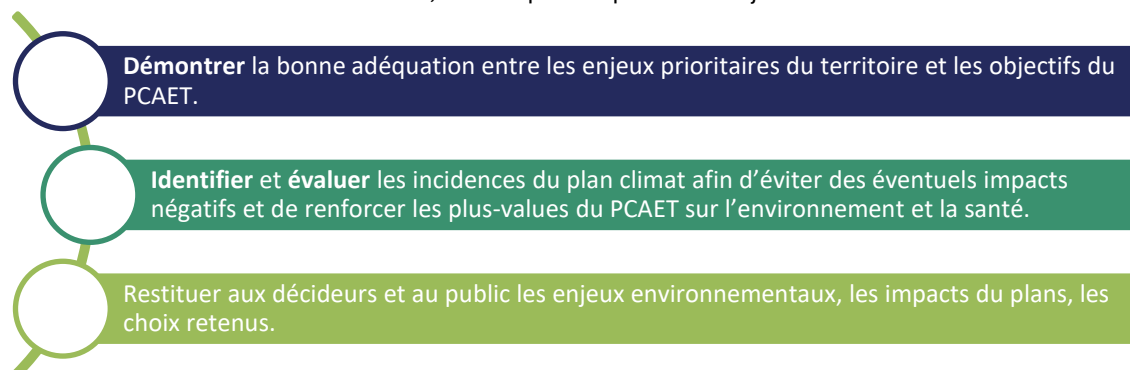 Démontrer la bonne adéquation entre les enjeux prioritaires du territoire et les objectifs du
PCAET.
Identifier et évaluer les incidences du plan climat afin d’éviter des éventuels impacts
négatifs et de renforcer les plus-values du PCAET sur l’environnement et la santé.
Restituer aux décideurs et au public les enjeux environnementaux, les impacts du plans, les
choix retenus.